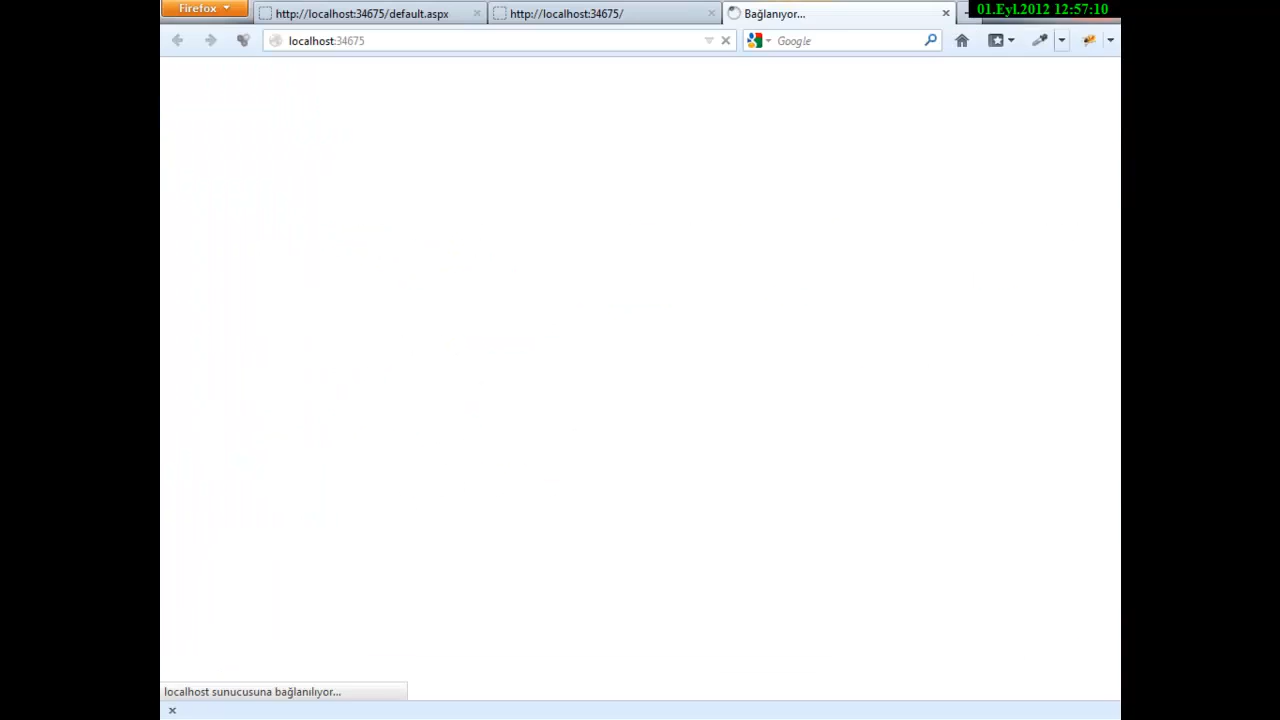 Firefox
http://localhost:34675/default.aspx
http://localhost:34675/
Bağlanıyor...
01.Eyl.2012 12:57:10
localhost:34675
Google
localhost sunucusuna bağlanılıyor...